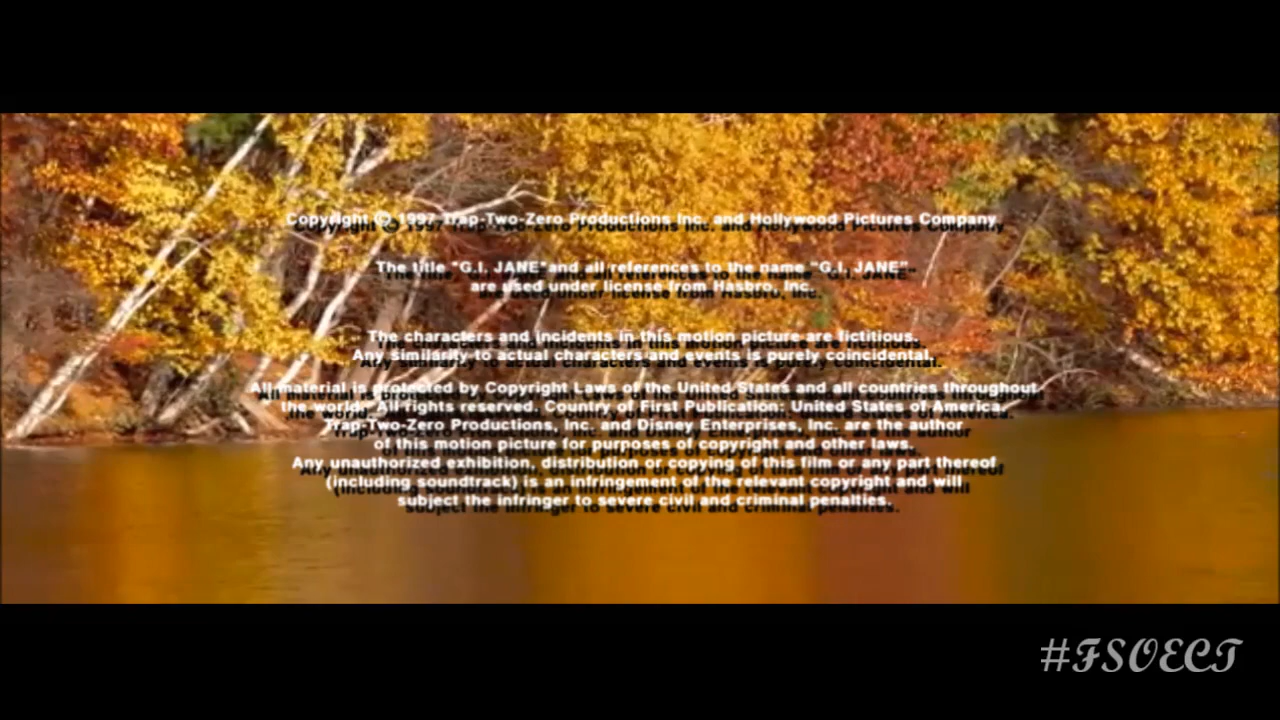 Copyright © 1997 Trap-Two-Zero Productions Inc. and Hollywood Pictures Company
The title "G.I. JANE"and all references to the name "G.I. JANE"
are used under license from Hasbro, Inc.
The characters and incidents in this motion picture are fictitious.
Any similarity to actual characters and events is purely coincidental.
All material is protected by Copyright Laws of the United States and all countries throughout
the world. All rights reserved. Country of First Publication: United States of America.
Trap-Two-Zero Productions, Inc. and Disney Enterprises, Inc. are the author
of this motion picture for purposes of copyright and other laws.
Any unauthorized exhibition, distribution or copying of this film or any part thereof
(including soundtrack) is an infringement of the relevant copyright and will
subject the infringer to severe civil and criminal penalties.
#FSOECT